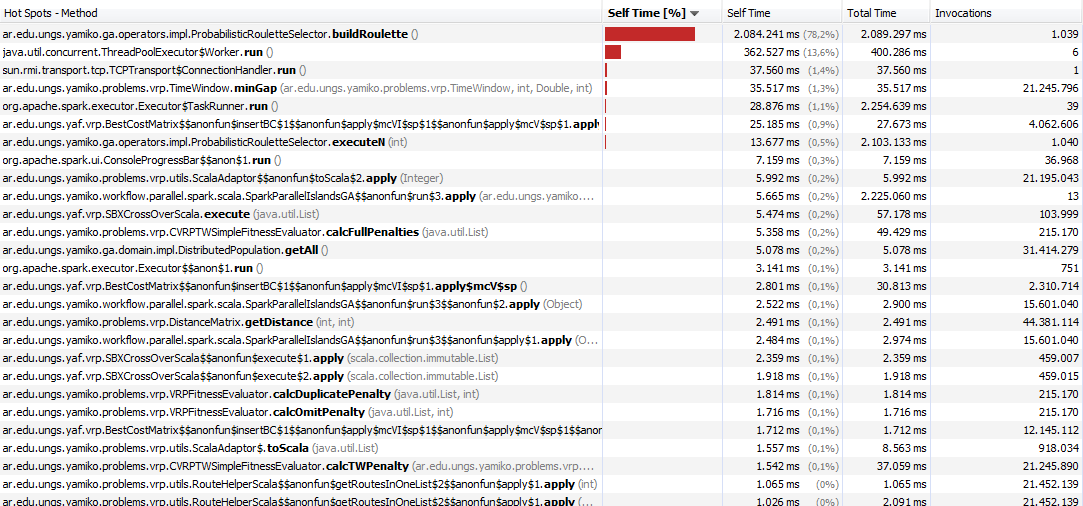 Hot Spots - Method Self Time [%] Self Time Total Time Invocations
ar.edu.ungs.yamiko.ga.operators.impl.ProbabilisticRouletteSelector.buildRoulette () 2.084.241 ms (78,2%) 2.089.297 ms 1.039
java.util.concurrent.ThreadPoolExecutor$Worker.run () 362.527 ms (13,6%) 400.286 ms 6
sun.rmi.transport.tcp.TCPTransport$ConnectionHandler.run () 37.560 ms (1,4%) 37.560 ms 1
ar.edu.ungs.yamiko.problems.vrp.TimeWindow.minGap (ar.edu.ungs.yamiko.problems.vrp.TimeWindow, int, Double, int) 35.517 ms (1,3%) 35.517 ms 21.245.796
org.apache.spark.executor.Executor$TaskRunner.run () 28.876 ms (1,1%) 2.254.639 ms 39
ar.edu.ungs.yaf.vrp.BestCostMatrix$$anonfun$insertBC$1$$anonfun$apply$mcVI$sp$1$$anonfun$apply$mcV$sp$1.apply 25.185 ms (0,9%) 27.673 ms 4.062.606
ar.edu.ungs.yamiko.ga.operators.impl.ProbabilisticRouletteSelector.executeN (int) 13.677 ms (0,5%) 2.103.133 ms 1.040
org.apache.spark.ui.ConsoleProgressBar$$anon$1.run () 7.159 ms (0,3%) 7.159 ms 36.968
ar.edu.ungs.yamiko.problems.vrp.utils.ScalaAdaptor$$anonfun$toScala$2.apply (Integer) 5.992 ms (0,2%) 5.992 ms 21.195.043
ar.edu.ungs.yamiko.workflow.parallel.spark.scala.SparkParallelIslandsGA$$anonfun$run$3.apply (ar.edu.ungs.yamiko.... 5.665 ms (0,2%) 2.225.060 ms 13
ar.edu.ungs.yaf.vrp.SBXCrossOverScala.execute (java.util.List) 5.474 ms (0,2%) 57.178 ms 103.999
ar.edu.ungs.yamiko.problems.vrp.CVRPTWSimpleFitnessEvaluator.calcFullPenalties (java.util.List) 5.358 ms (0,2%) 49.429 ms 215.170
ar.edu.ungs.yamiko.ga.domain.impl.DistributedPopulation.getAll () 5.078 ms (0,2%) 5.078 ms 31.414.279
org.apache.spark.executor.Executor$$anon$1.run () 3.141 ms (0,1%) 3.141 ms 751
ar.edu.ungs.yaf.vrp.BestCostMatrix$$anonfun$insertBC$1$$anonfun$apply$mcVI$sp$1.apply$mcV$sp () 2.801 ms (0,1%) 30.813 ms 2.310.714
ar.edu.ungs.yamiko.workflow.parallel.spark.scala.SparkParallelIslandsGA$$anonfun$run$3$$anonfun$2.apply (Object) 2.522 ms (0,1%) 2.900 ms 15.601.040
ar.edu.ungs.yamiko.problems.vrp.DistanceMatrix.getDistance (int, int) 2.491 ms (0,1%) 2.491 ms 44.381.114
ar.edu.ungs.yamiko.workflow.parallel.spark.scala.SparkParallelIslandsGA$$anonfun$run$3$$anonfun$apply$1.apply (O... 2.484 ms (0,1%) 2.974 ms 15.601.040
ar.edu.ungs.yaf.vrp.SBXCrossOverScala$$anonfun$execute$1.apply (scala.collection.immutable.List) 2.359 ms (0,1%) 2.359 ms 459.007
ar.edu.ungs.yaf.vrp.SBXCrossOverScala$$anonfun$execute$2.apply (scala.collection.immutable.List) 1.918 ms (0,1%) 1.918 ms 459.015
ar.edu.ungs.yamiko.problems.vrp.VRPFitnessEvaluator.calcDuplicatePenalty (java.util.List, int) 1.814 ms (0,1%) 1.814 ms 215.170
ar.edu.ungs.yamiko.problems.vrp.VRPFitnessEvaluator.calcOmitPenalty (java.util.List, int) 1.716 ms (0,1%) 1.716 ms 215.170
ar.edu.ungs.yaf.vrp.BestCostMatrix$$anonfun$insertBC$1$$anonfun$apply$mcVI$sp$1$$anonfun$apply$mcV$sp$1$$anon 1.712 ms (0,1%) 1.712 ms 12.145.112
ar.edu.ungs.yamiko.problems.vrp.utils.ScalaAdaptor$.toScala (java.util.List) 1.557 ms (0,1%) 8.563 ms 918.034
ar.edu.ungs.yamiko.problems.vrp.CVRPTWSimpleFitnessEvaluator.calcTWPenalty (ar.edu.ungs.yamiko.problems.vrp.... 1.542 ms (0,1%) 37.059 ms 21.245.890
ar.edu.ungs.yamiko.problems.vrp.utils.RouteHelperScala$$anonfun$getRoutesInOneList$2$$anonfun$apply$1.apply (int) 1.065 ms (0%) 1.065 ms 21.452.139
ar.edu.ungs.yamiko.problems.vrp.utils.RouteHelperScala$$anonfun$getRoutesInOneList$2$$anonfun$apply$1.apply (Object) 1.026 ms (0%) 2.091 ms 21.452.139